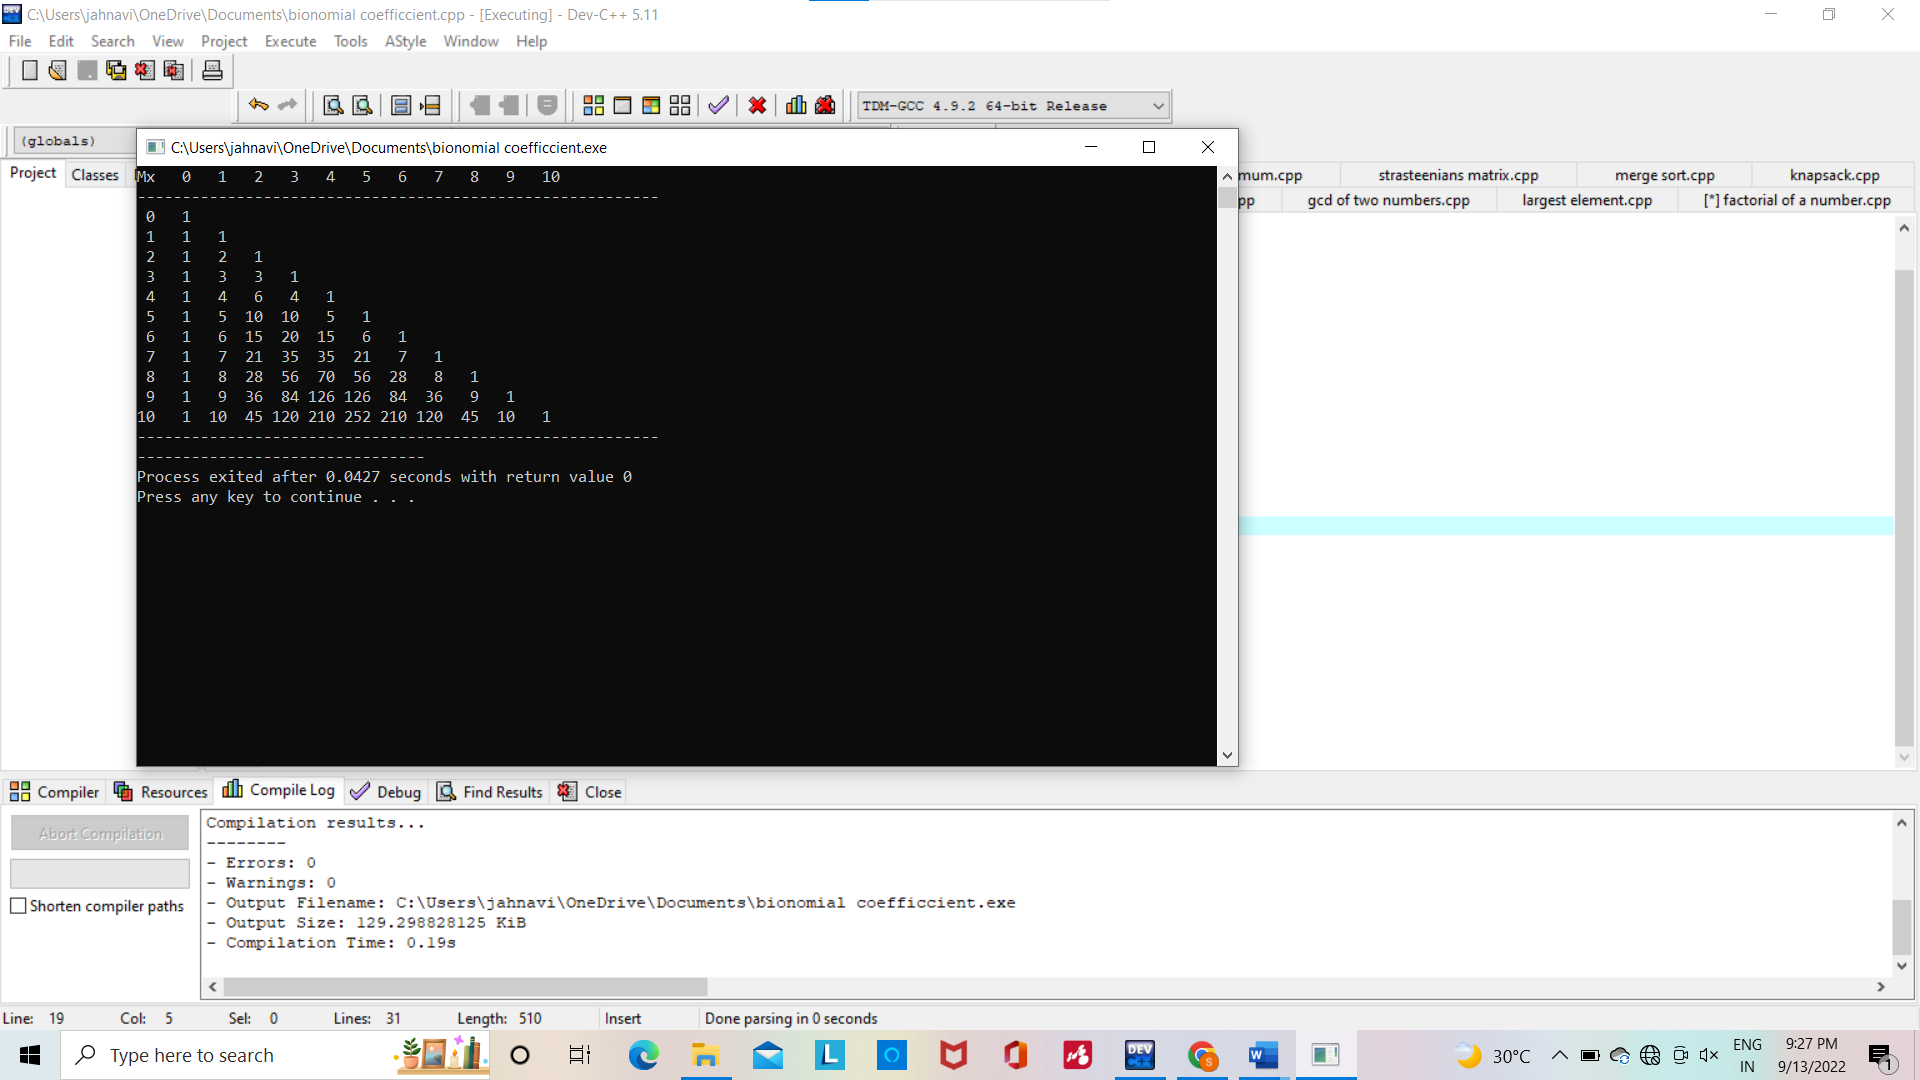 C:\Users\jahnavi\OneDrive\Documents\bionomial coefficcient.cpp - [Executing] - Dev-C++ 5.11
File Edit Search View Project Execute Tools AStyle Window Help
TDM-GCC 4.9.2 64-bit Release
(globals)
C:\Users\jahnavi\OneDrive\Documents\bionomial coefficcient.exe
Project Classes
mum.cpp strasteenians matrix.cpp merge sort.cpp knapsack.cpp
pp gcd of two numbers.cpp largest element.cpp [*] factorial of a number.cpp
Mx   0   1   2   3   4   5   6   7   8   9   10
----------------------------------------------------------
 0   1
 1   1   1
 2   1   2   1
 3   1   3   3   1
 4   1   4   6   4   1
 5   1   5  10  10   5   1
 6   1   6  15  20  15   6   1
 7   1   7  21  35  35  21   7   1
 8   1   8  28  56  70  56  28   8   1
 9   1   9  36  84 126 126  84  36   9   1
10   1  10  45 120 210 252 210 120  45  10   1
----------------------------------------------------------
--------------------------------
Process exited after 0.0427 seconds with return value 0
Press any key to continue . . .
Compiler Resources Compile Log Debug Find Results Close
Abort Compilation
Shorten compiler paths
Compilation results...
--------
- Errors: 0
- Warnings: 0
- Output Filename: C:\Users\jahnavi\OneDrive\Documents\bionomial coefficcient.exe
- Output Size: 129.298828125 KiB
- Compilation Time: 0.19s
Line: 19 Col: 5 Sel: 0 Lines: 31 Length: 510 Insert Done parsing in 0 seconds
Type here to search
L
DEV
S
W
30°C
ENG
IN
9:27 PM
9/13/2022
1